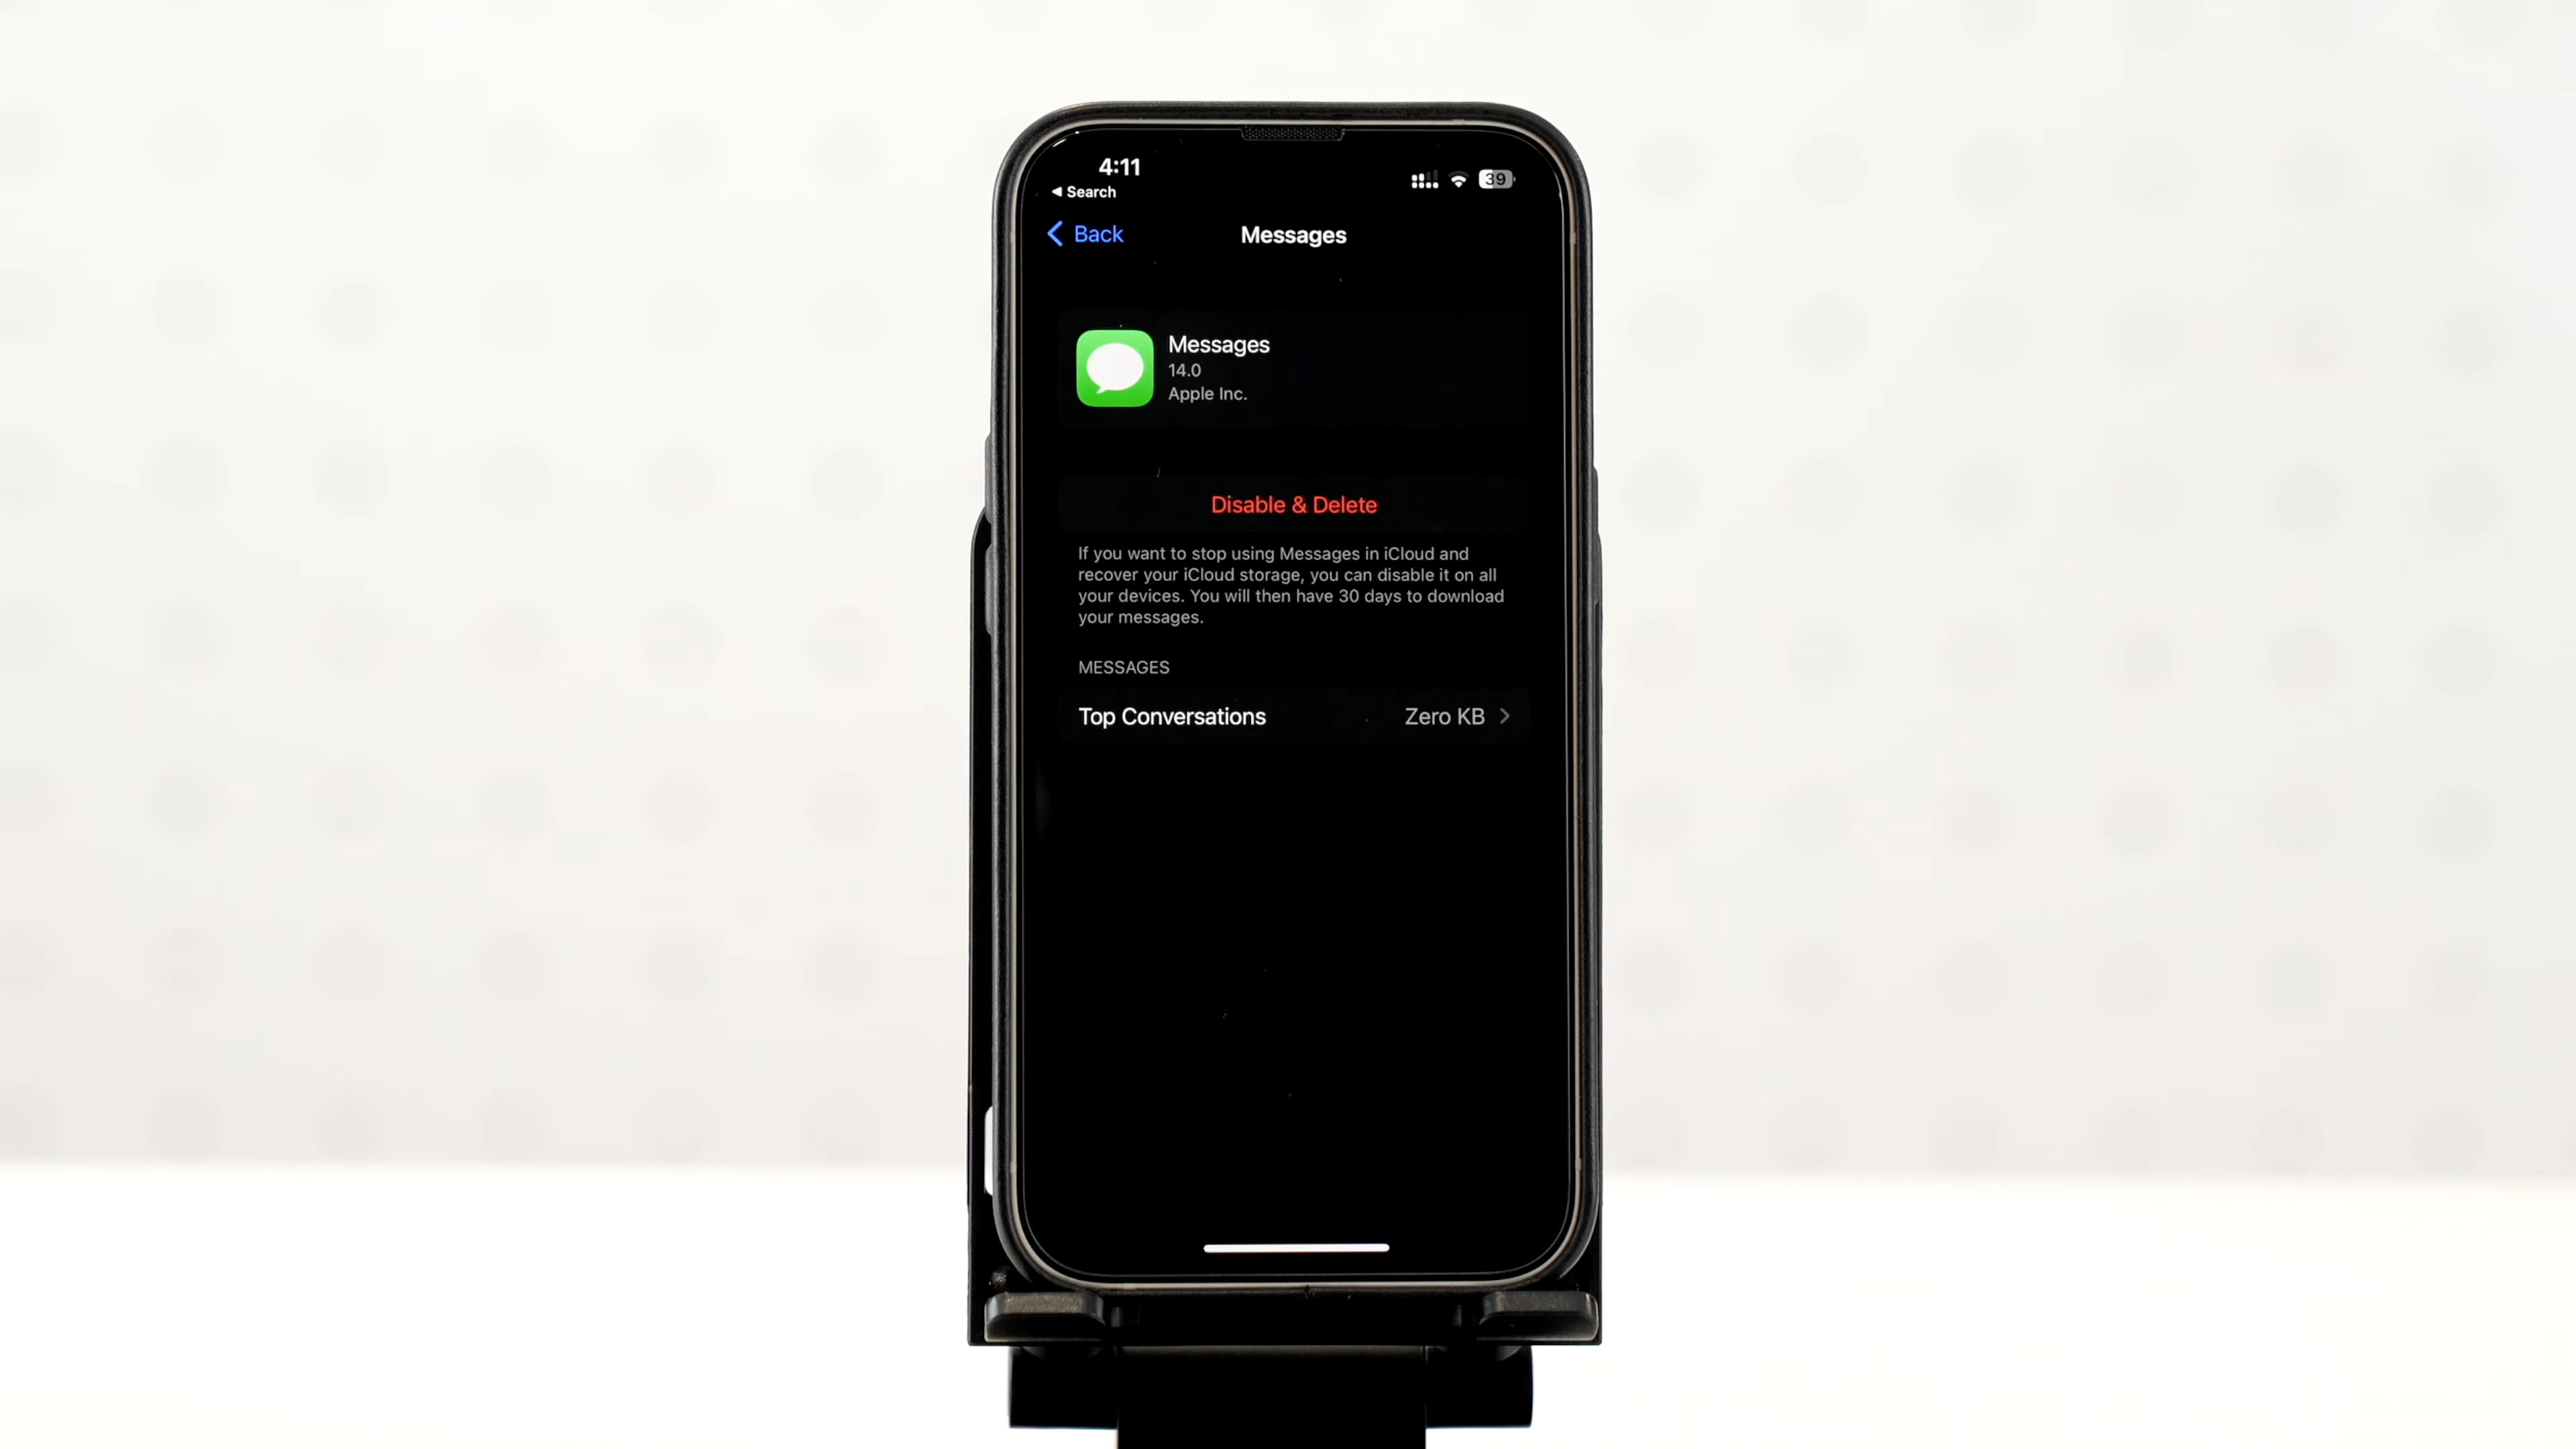 4:11
39
Search
Back
Messages
Messages
14.0
Apple Inc.
Disable & Delete
If you want to stop using Messages in iCloud and
recover your iCloud storage, you can disable it on all
your devices. You will then have 30 days to download
your messages.
MESSAGES
Top Conversations Zero KB